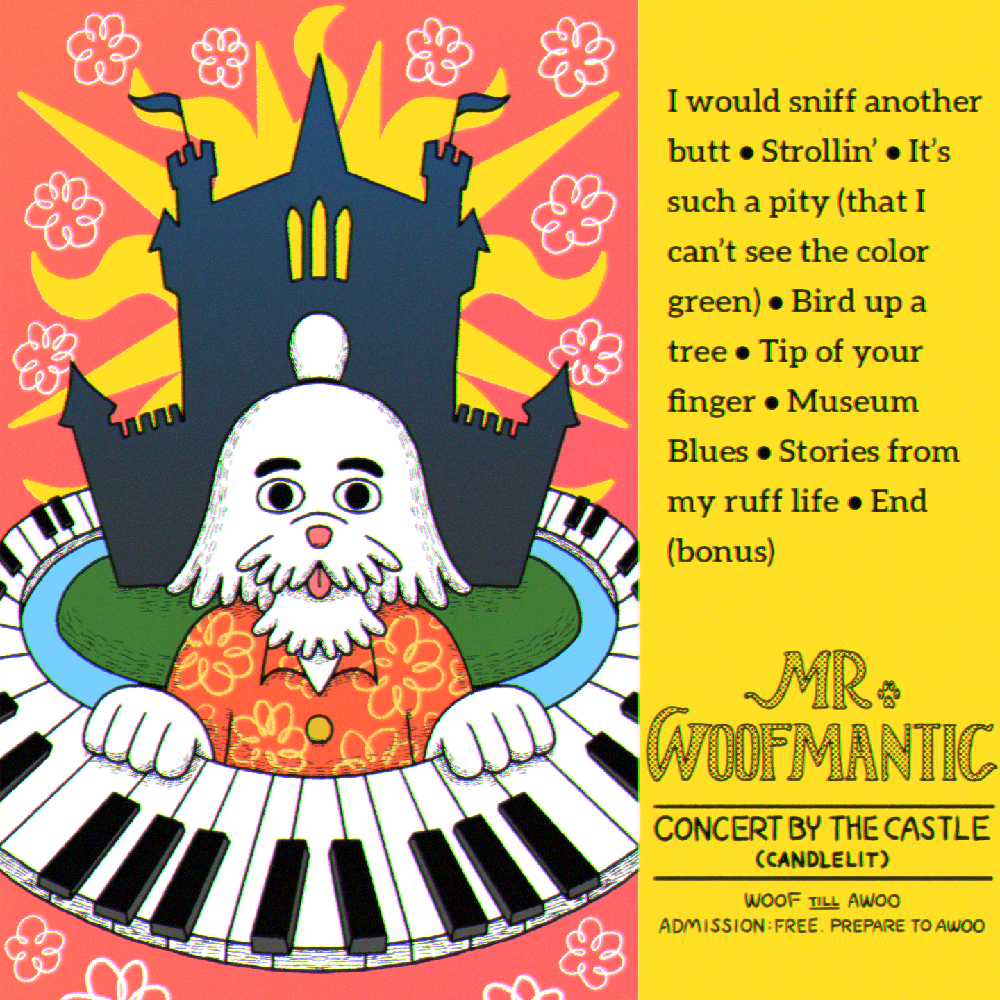 I would sniff another
butt ● Strollin’ ● It’s
such a pity (that I
can’t see the color
green) ● Bird up a
tree ● Tip of your
finger ● Museum
Blues ● Stories from
my ruff life ● End
(bonus)
MR.
WOOFMANTIC
CONCERT BY THE CASTLE
(CANDLELIT)
WOOF TILL AWOO
ADMISSION: FREE. PREPARE TO AWOO